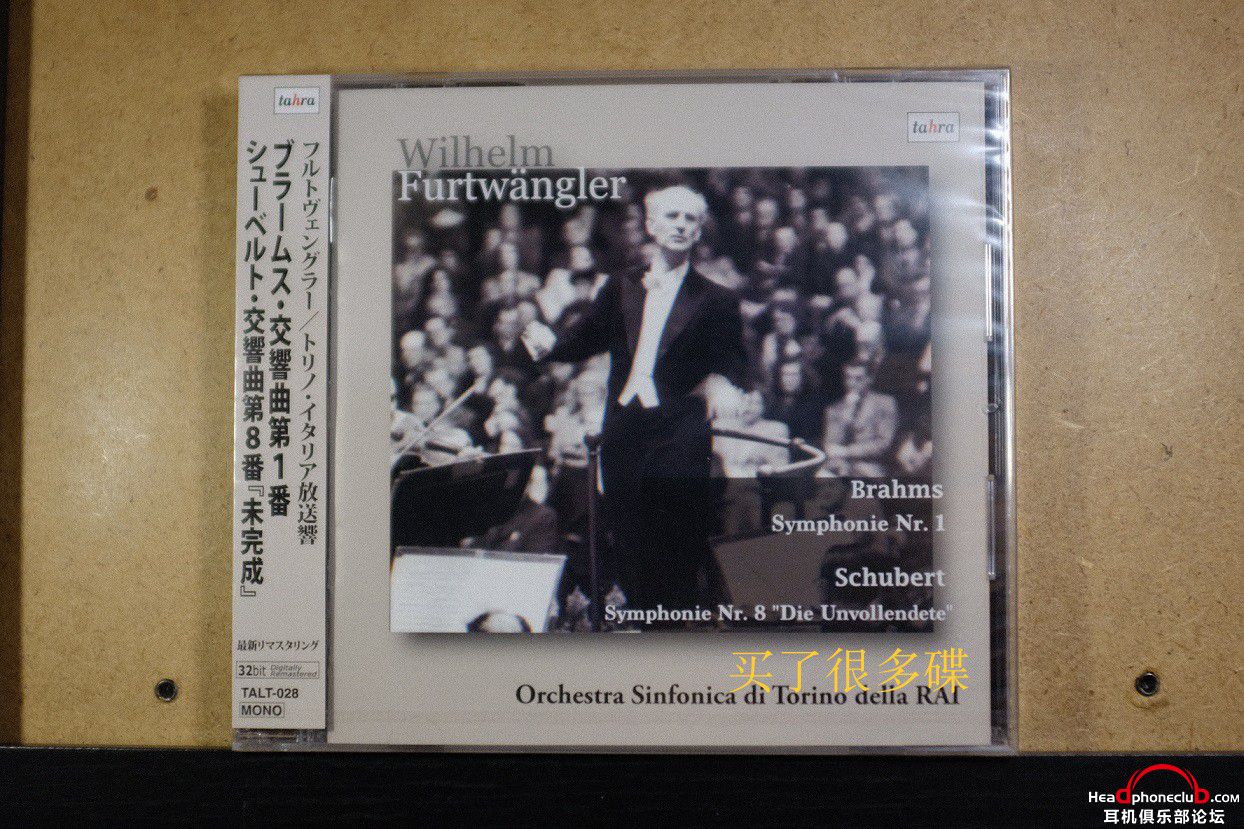 tahra
フルトヴェングラー／トリノ・イタリア放送響
ブラームス・交響曲第1番
シューベルト・交響曲第8番『未完成』
最新リマスタリング
32bit Digitally Remastered
TALT-028
MONO
tahra
Wilhelm
Furtwängler
Brahms
Symphonie Nr. 1
Schubert
Symphonie Nr. 8 "Die Unvollendete"
买了很多碟
Orchestra Sinfonica di Torino della RAI
Headphoneclub.com
耳机俱乐部论坛